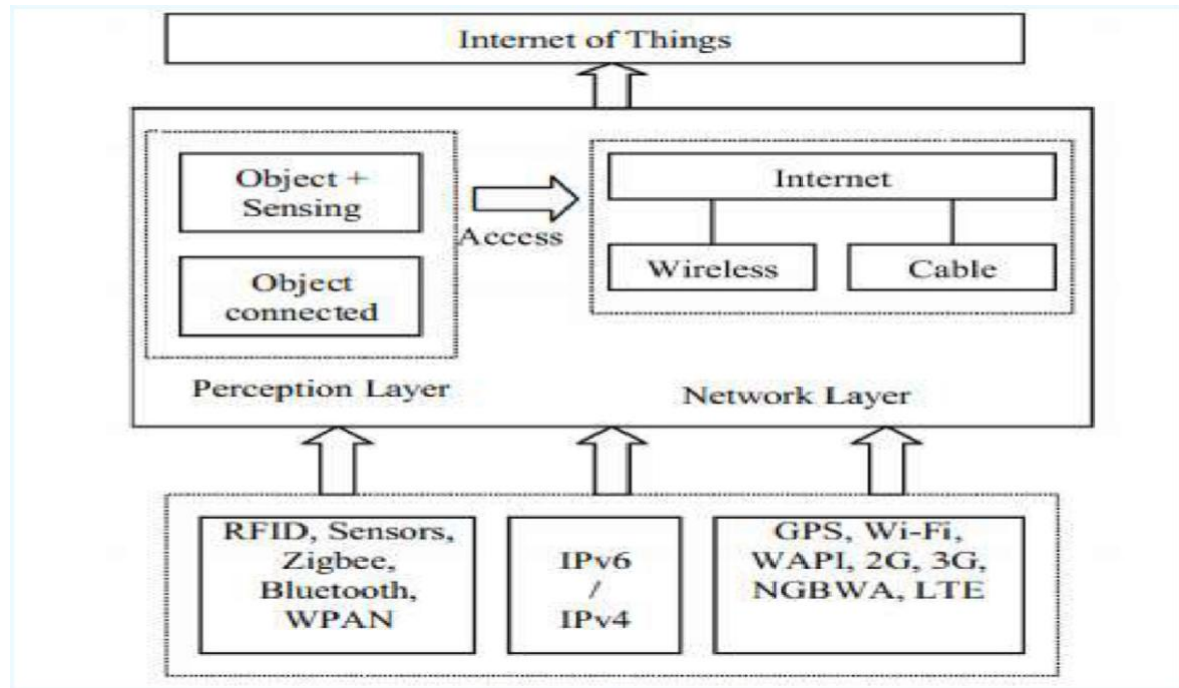 Internet of Things
Object +
Sensing
Object
connected
Access
Internet
Wireless
Cable
Perception Layer
Network Layer
RFID, Sensors,
Zigbee,
Bluetooth,
WPAN
IPv6
/
IPv4
GPS, Wi-Fi,
WAPI, 2G, 3G,
NGBWA, LTE